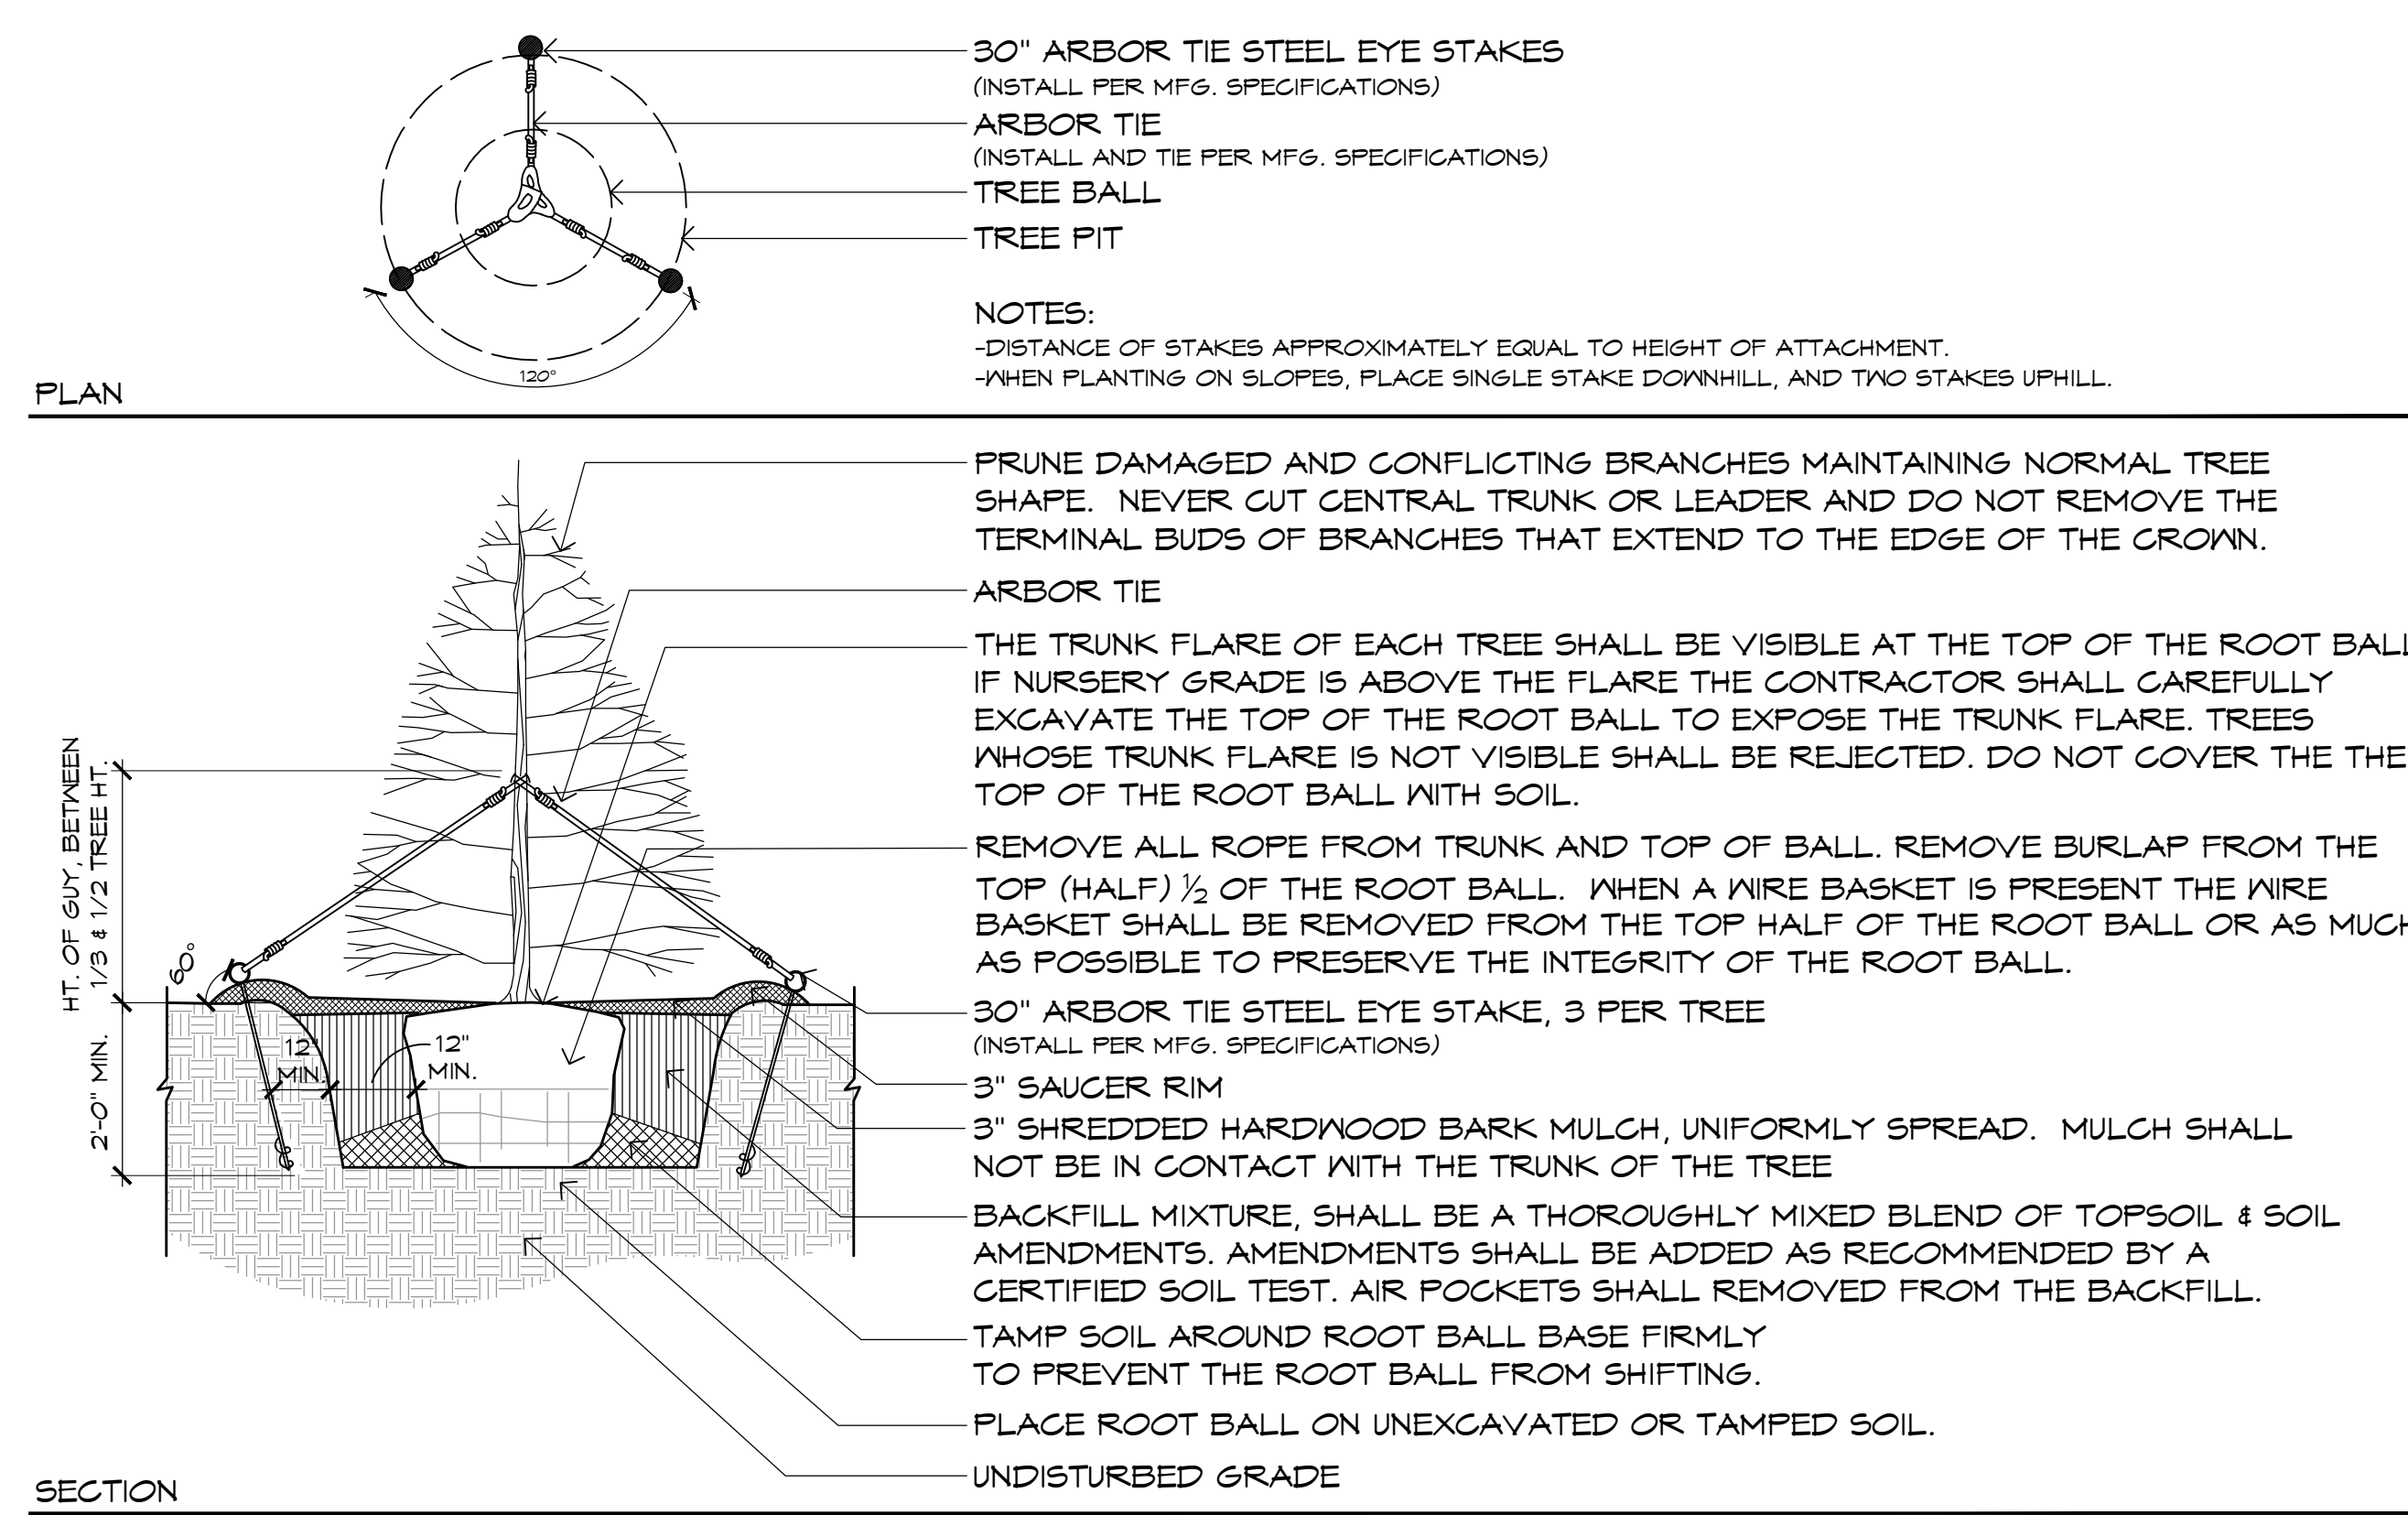 30" ARBOR TIE STEEL EYE STAKES
(INSTALL PER MFG. SPECIFICATIONS)
ARBOR TIE
(INSTALL AND TIE PER MFG. SPECIFICATIONS)
TREE BALL
TREE PIT
NOTES:
-DISTANCE OF STAKES APPROXIMATELY EQUAL TO HEIGHT OF ATTACHMENT.
-WHEN PLANTING ON SLOPES, PLACE SINGLE STAKE DOWNHILL, AND TWO STAKES UPHILL.
120°
PLAN
PRUNE DAMAGED AND CONFLICTING BRANCHES MAINTAINING NORMAL TREE
SHAPE. NEVER CUT CENTRAL TRUNK OR LEADER AND DO NOT REMOVE THE
TERMINAL BUDS OF BRANCHES THAT EXTEND TO THE EDGE OF THE CROWN.
ARBOR TIE
THE TRUNK FLARE OF EACH TREE SHALL BE VISIBLE AT THE TOP OF THE ROOT BALL
IF NURSERY GRADE IS ABOVE THE FLARE THE CONTRACTOR SHALL CAREFULLY
EXCAVATE THE TOP OF THE ROOT BALL TO EXPOSE THE TRUNK FLARE. TREES
WHOSE TRUNK FLARE IS NOT VISIBLE SHALL BE REJECTED. DO NOT COVER THE THE
TOP OF THE ROOT BALL WITH SOIL.
REMOVE ALL ROPE FROM TRUNK AND TOP OF BALL. REMOVE BURLAP FROM THE
TOP (HALF) ½ OF THE ROOT BALL. WHEN A WIRE BASKET IS PRESENT THE WIRE
BASKET SHALL BE REMOVED FROM THE TOP HALF OF THE ROOT BALL OR AS MUCH
AS POSSIBLE TO PRESERVE THE INTEGRITY OF THE ROOT BALL.
30" ARBOR TIE STEEL EYE STAKE, 3 PER TREE
(INSTALL PER MFG. SPECIFICATIONS)
3" SAUCER RIM
3" SHREDDED HARDWOOD BARK MULCH, UNIFORMLY SPREAD. MULCH SHALL
NOT BE IN CONTACT WITH THE TRUNK OF THE TREE
BACKFILL MIXTURE, SHALL BE A THOROUGHLY MIXED BLEND OF TOPSOIL & SOIL
AMENDMENTS. AMENDMENTS SHALL BE ADDED AS RECOMMENDED BY A
CERTIFIED SOIL TEST. AIR POCKETS SHALL REMOVED FROM THE BACKFILL.
TAMP SOIL AROUND ROOT BALL BASE FIRMLY
TO PREVENT THE ROOT BALL FROM SHIFTING.
PLACE ROOT BALL ON UNEXCAVATED OR TAMPED SOIL.
UNDISTURBED GRADE
HT. OF GUY, BETWEEN
1/3 & 1/2 TREE HT.
60°
2'-0" MIN.
12"
MIN.
12"
MIN.
SECTION